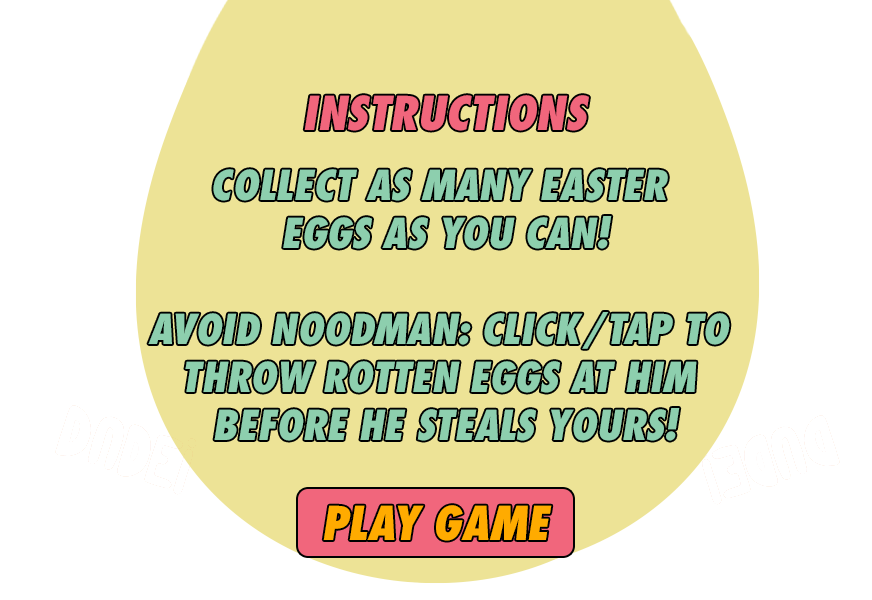 INSTRUCTIONS
COLLECT AS MANY EASTER
EGGS AS YOU CAN!
AVOID NOODMAN: CLICK/TAP TO
THROW ROTTEN EGGS AT HIM
BEFORE HE STEALS YOURS!
PLAY GAME